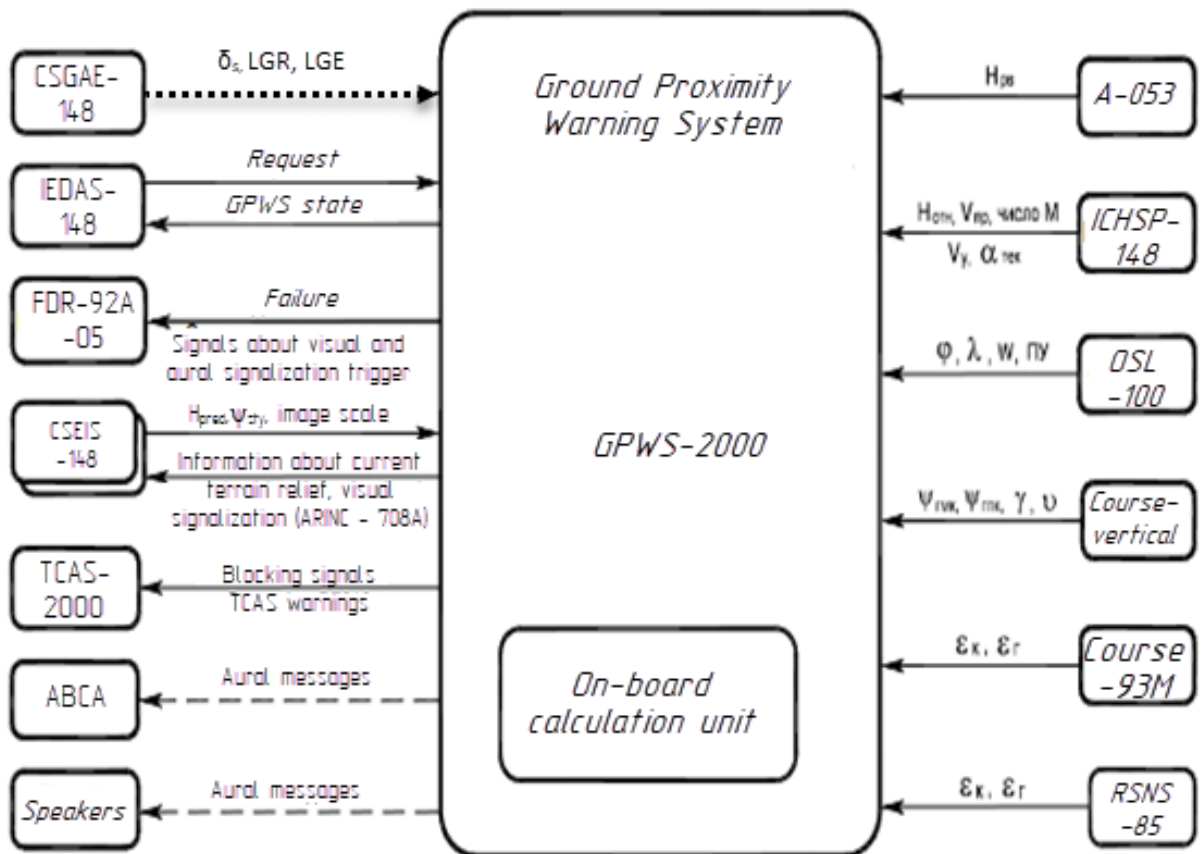 CSGAE-
148
δs, LGR, LGE
IEDAS-
148
Request
GPWS state
FDR-92A
-05
Failure
Signals about visual and
aural signalization trigger
CSEIS
-148
Hpred, Ψthy, image scale
Information about current
terrain relief, visual
signalization (ARINC - 708A)
TCAS-
2000
Blocking signals
TCAS warnings
ABCA
Aural messages
Speakers
Aural messages
Ground Proximity
Warning System
GPWS-2000
On-board
calculation unit
Hрв
A-053
Hотн, Vпр, число М
Vу, α тек
ICHSP-
148
φ, λ, W, ПУ
OSL
-100
Ψгмк, Ψгпк, γ, υ
Course-
vertical
εк, εг
Course
-93M
εк, εг
RSNS
-85